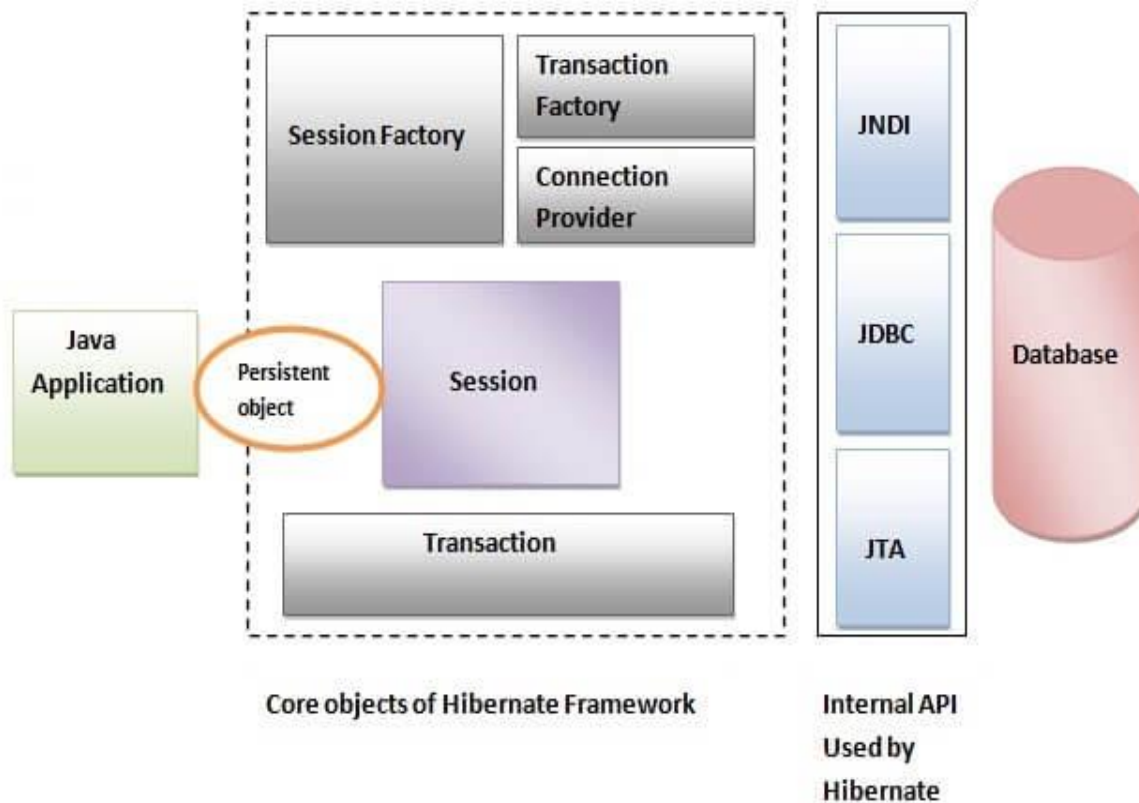 Session Factory
Transaction
Factory
Connection
Provider
JNDI
Java
Application
Persistent
object
Session
JDBC
Database
Transaction
JTA
Core objects of Hibernate Framework
Internal API
Used by
Hibernate